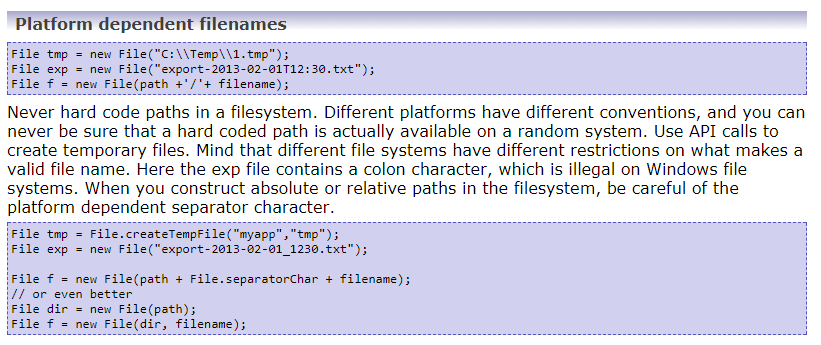 Platform dependent filenames
File tmp = new File("C:\\Temp\\1.tmp");
File exp = new File("export-2013-02-01T12:30.txt");
File f = new File(path +'/'+ filename);
Never hard code paths in a filesystem. Different platforms have different conventions, and you can
never be sure that a hard coded path is actually available on a random system. Use API calls to
create temporary files. Mind that different file systems have different restrictions on what makes a
valid file name. Here the exp file contains a colon character, which is illegal on Windows file
systems. When you construct absolute or relative paths in the filesystem, be careful of the
platform dependent separator character.
File tmp = File.createTempFile("myapp","tmp");
File exp = new File("export-2013-02-01_1230.txt");
File f = new File(path + File.separatorChar + filename);
// or even better
File dir = new File(path);
File f = new File(dir, filename);